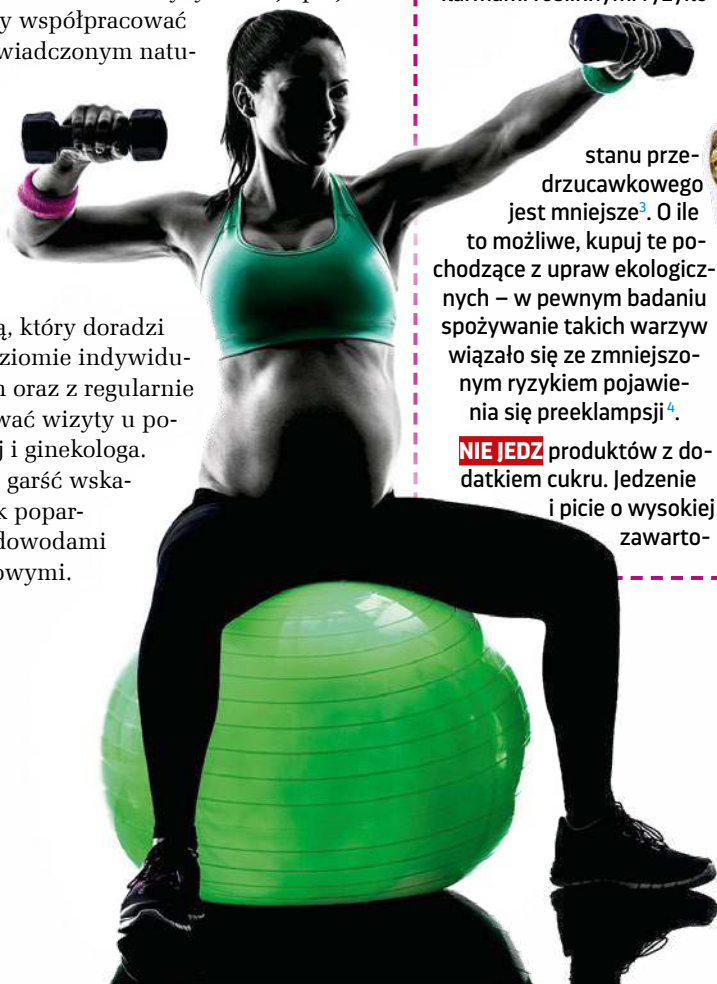 y współpracować
wiadczonym natu-
ą, który doradzi
ziomie indywidu-
oraz z regularnie
wać wizyty u po-
i ginekologa.
garść wska-
k popar-
dowodami
owymi.
stanu prze-
drzucawkowego
jest mniejsze³. O ile
to możliwe, kupuj te po-
chodzące z upraw ekologicz-
nych – w pewnym badaniu
spożywanie takich warzyw
wiązało się ze zmniejszo-
nym ryzykiem pojawie-
nia się preeklampsji⁴.
NIE JEDZ produktów z do-
datkiem cukru. Jedzenie
i picie o wysokiej
zawarto-